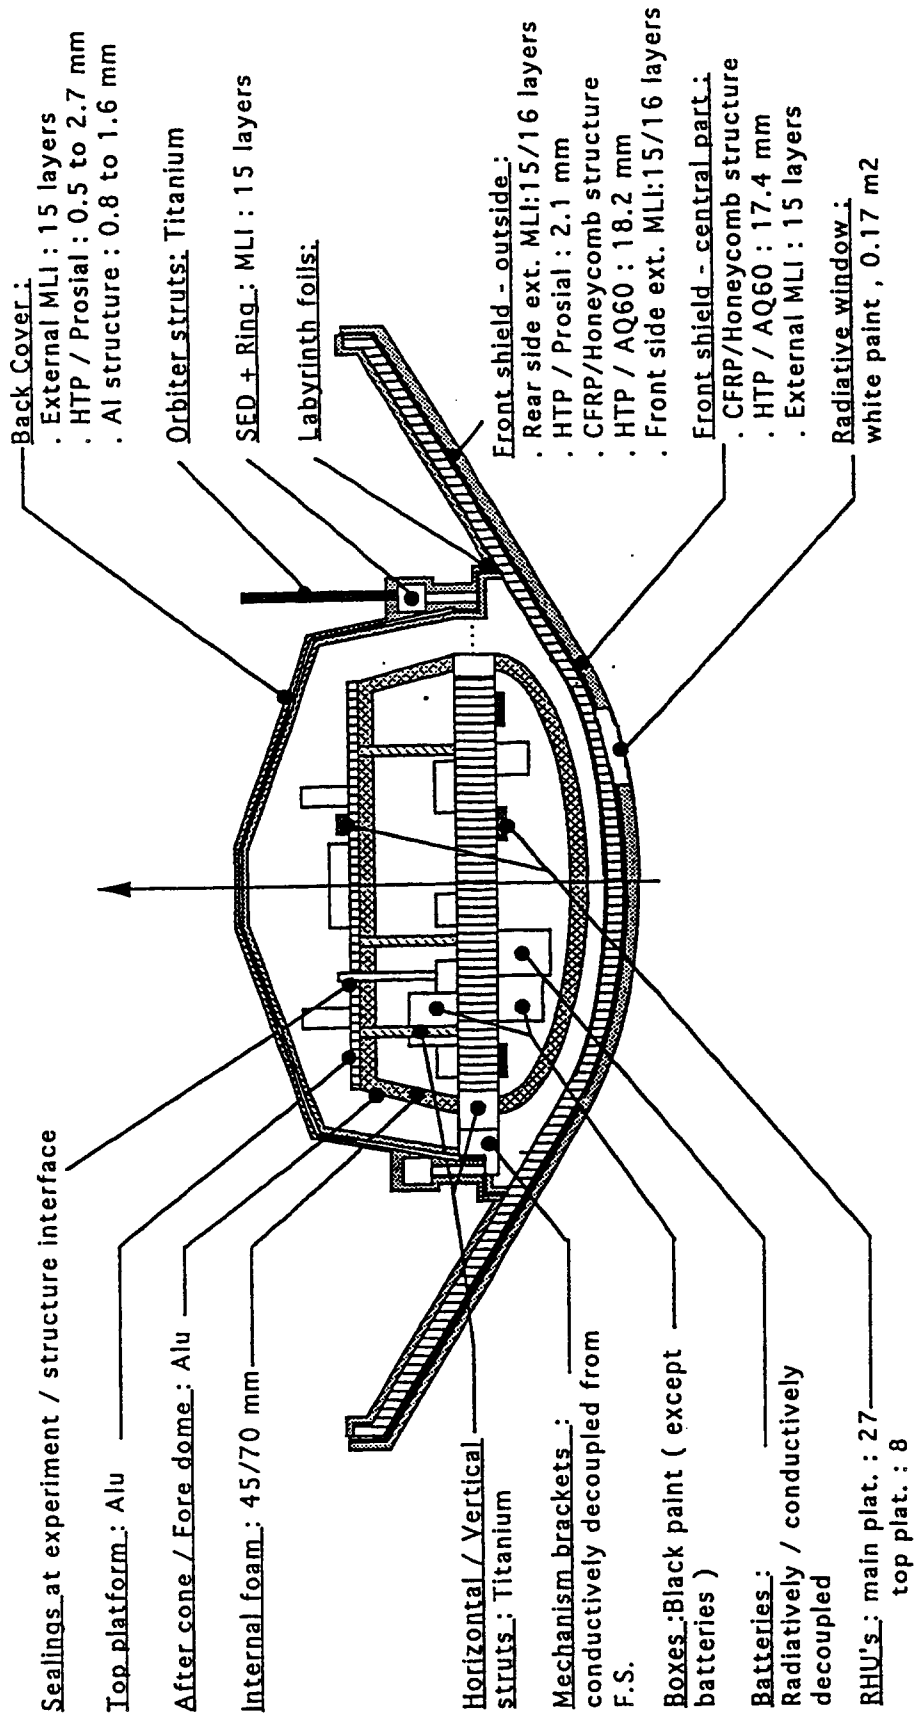 Sealings at experiment / structure interface
Top platform : Alu
After cone / Fore dome : Alu
Internal foam : 45/70 mm
Horizontal / Vertical
struts : Titanium
Mechanism brackets :
conductively decoupled from
F.S.
Boxes :Black paint ( except
batteries )
Batteries :
Radiatively / conductively
decoupled
RHU's : main plat. : 27
top plat. : 8
Back Cover :
. External MLI : 15 layers
. HTP / Prosial : 0.5 to 2.7 mm
. Al structure : 0.8 to 1.6 mm
Orbiter struts: Titanium
SED + Ring : MLI : 15 layers
Labyrinth foils:
Front shield - outside :
. Rear side ext. MLI:15/16 layers
. HTP / Prosial : 2.1 mm
. CFRP/Honeycomb structure
. HTP / AQ60 : 18.2 mm
. Front side ext. MLI:15/16 layers
Front shield - central part :
. CFRP/Honeycomb structure
. HTP / AQ60 : 17.4 mm
. External MLI : 15 layers
Radiative window :
white paint , 0.17 m2